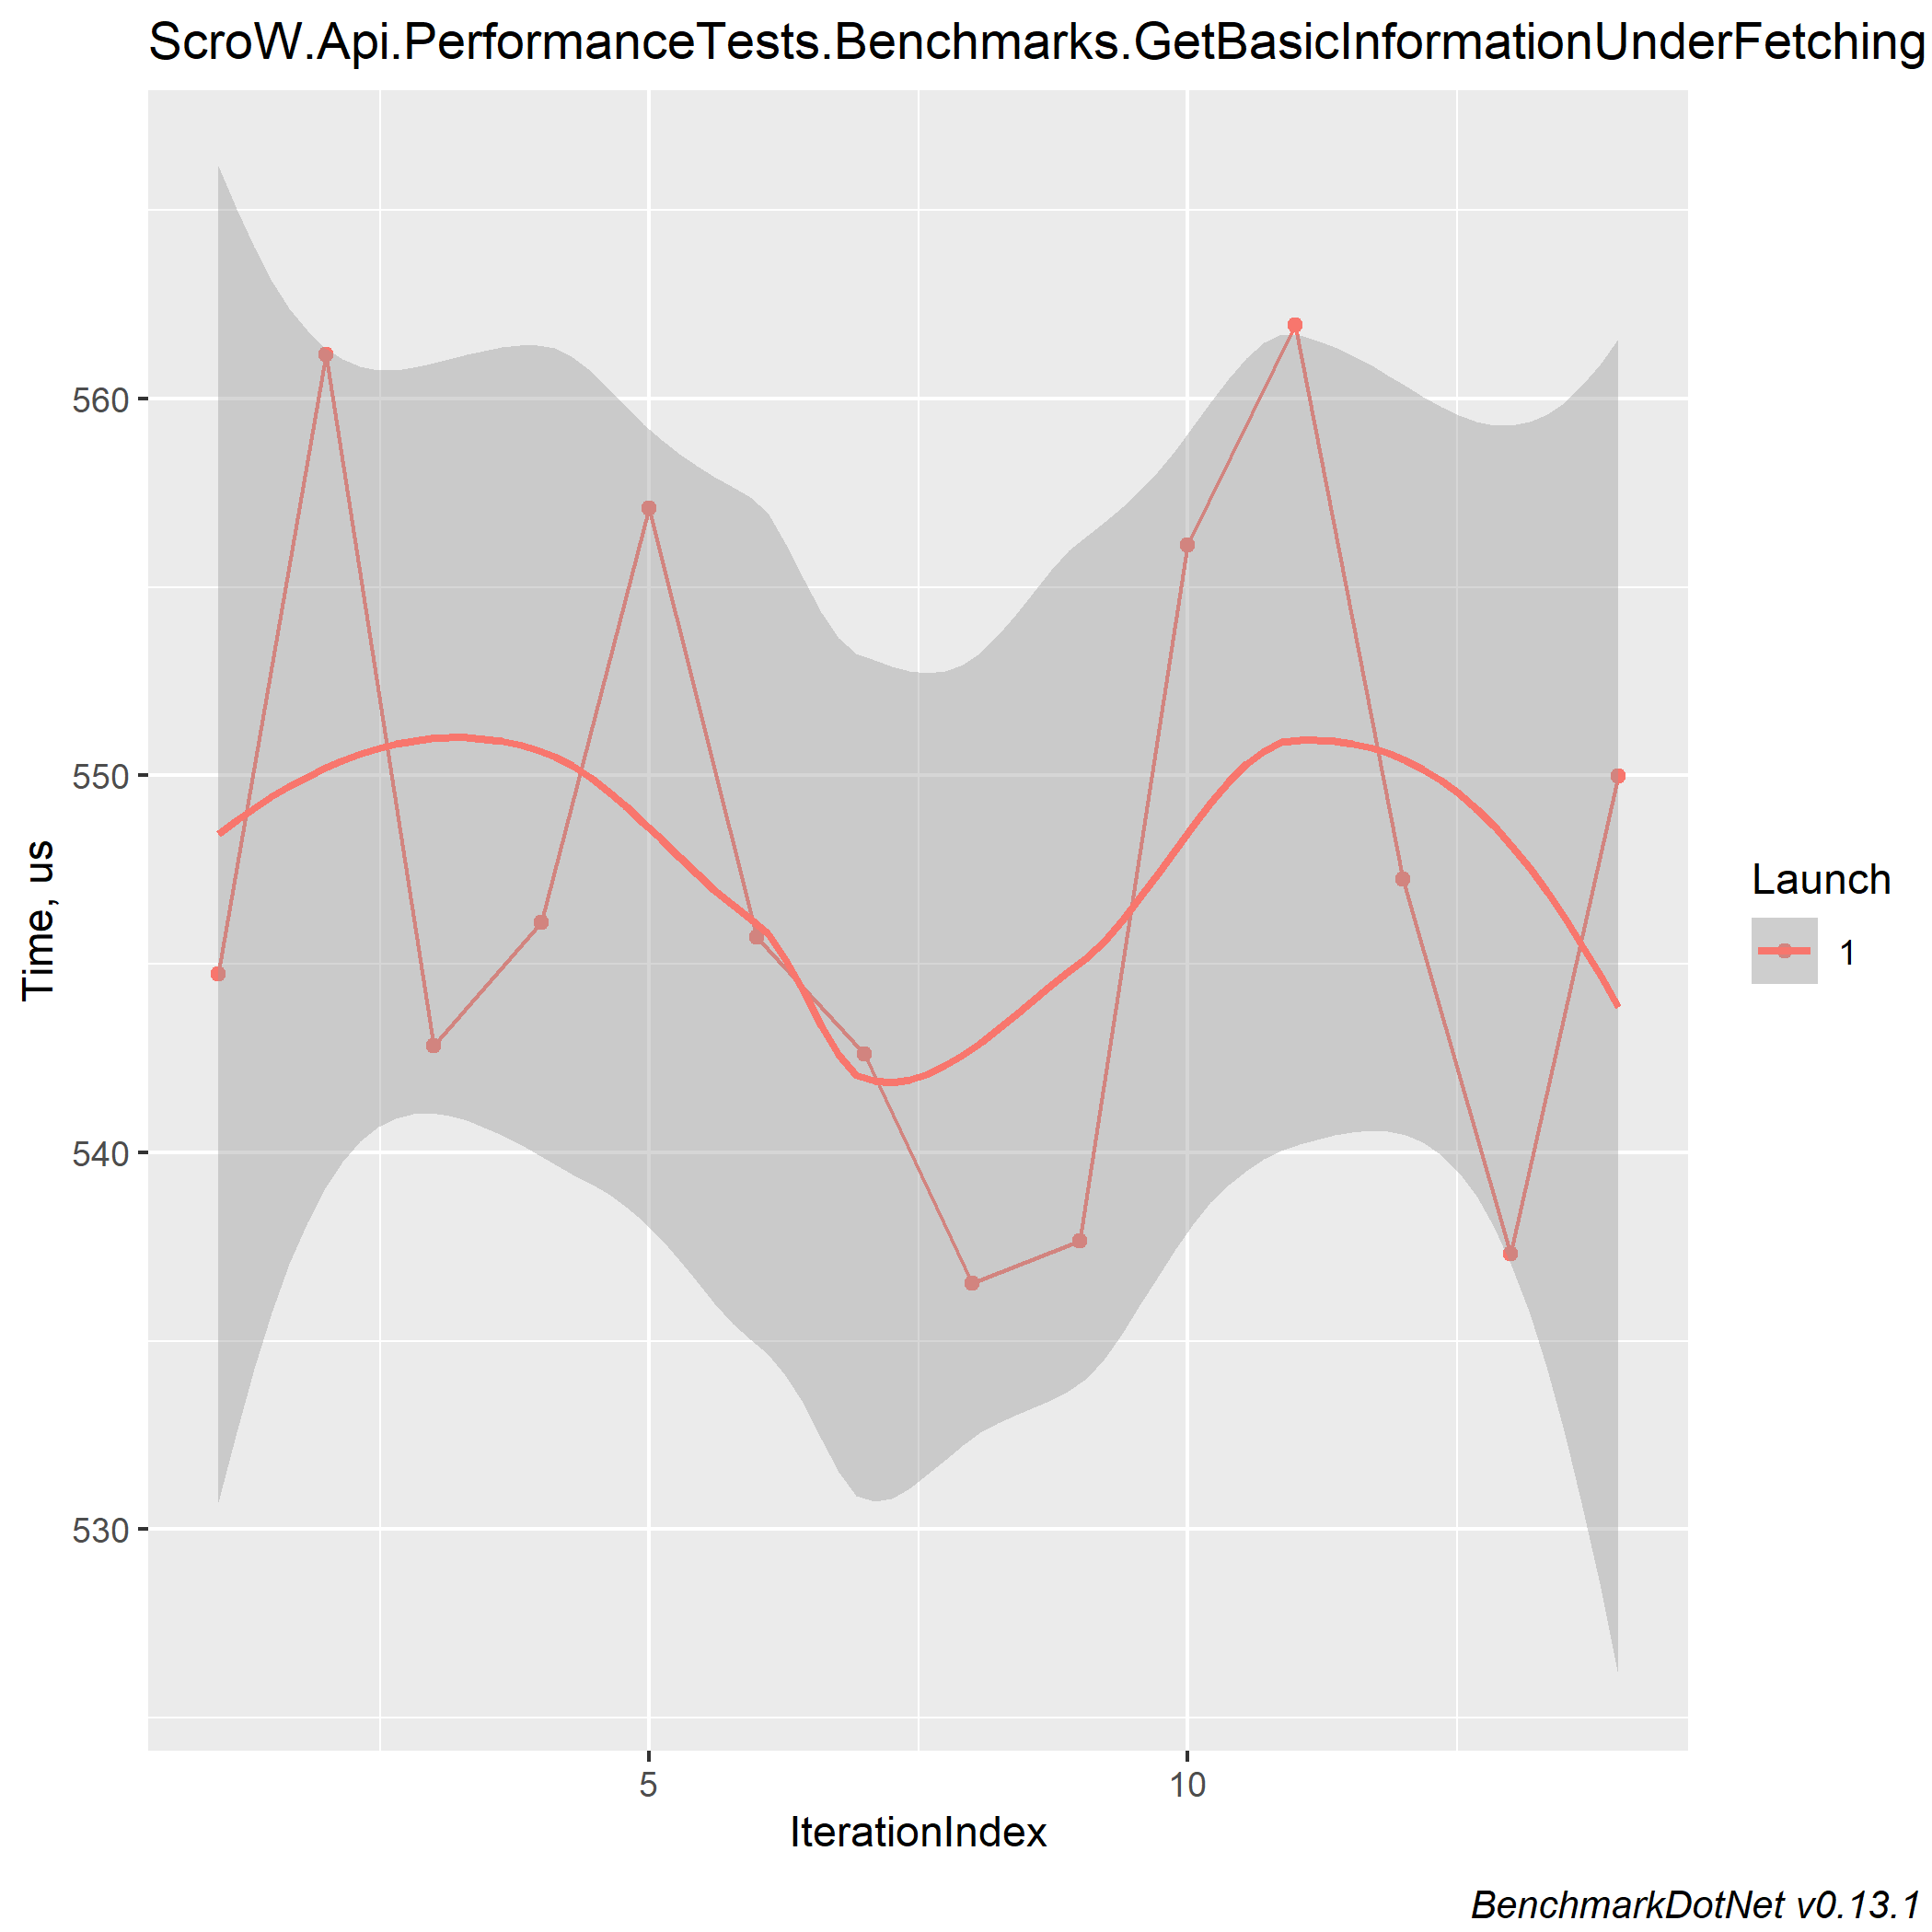 ScroW.Api.PerformanceTests.Benchmarks.GetBasicInformationUnderFetching
560
550
540
530
Time, us
5
10
IterationIndex
Launch
1
BenchmarkDotNet v0.13.1